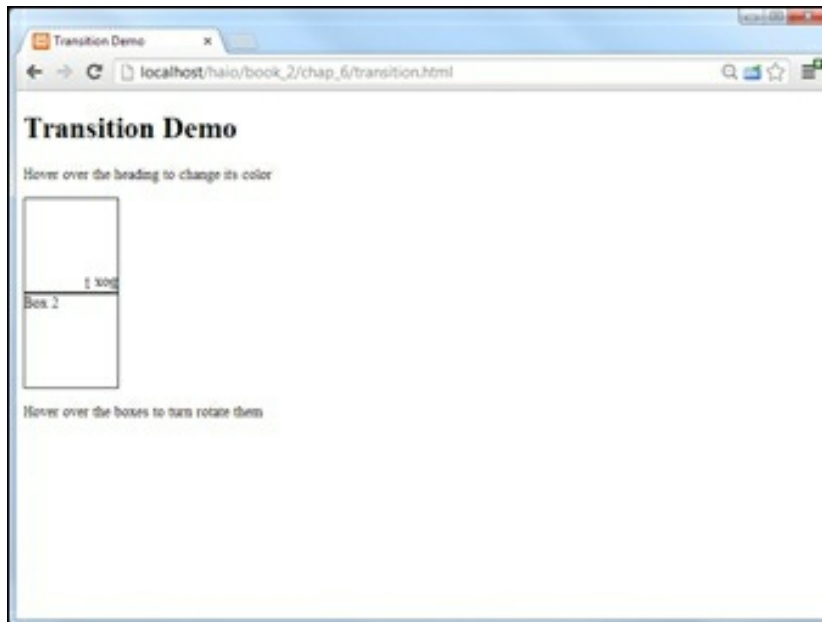 Transition Demo
localhost/haio/book_2/chap_6/transition.html
Transition Demo
Hover over the heading to change its color
Box 1
Box 2
Hover over the boxes to turn rotate them